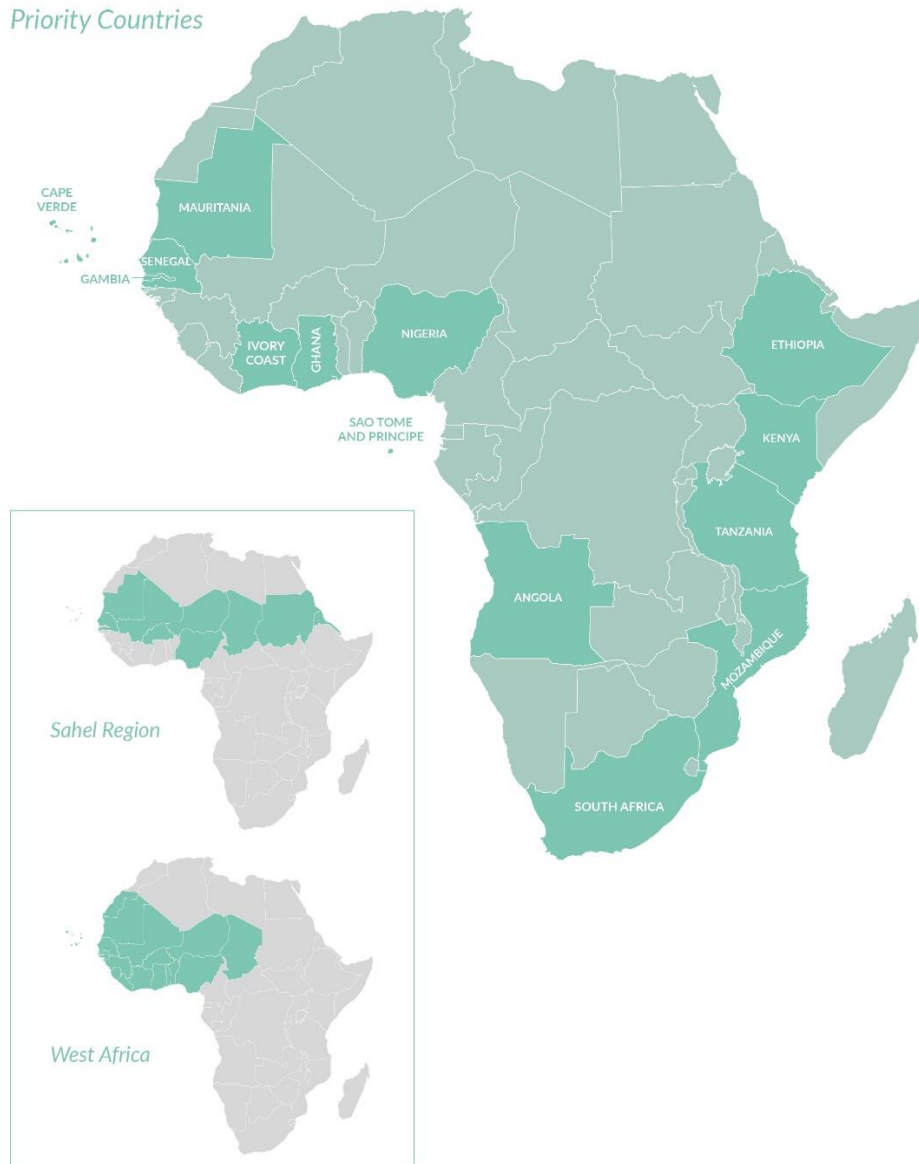 Priority Countries
CAPE
VERDE
MAURITANIA
SENEGAL
GAMBIA
IVORY
COAST
GHANA
NIGERIA
ETHIOPIA
SAO TOME
AND PRINCIPE
KENYA
TANZANIA
ANGOLA
MOZAMBIQUE
SOUTH AFRICA
Sahel Region
West Africa